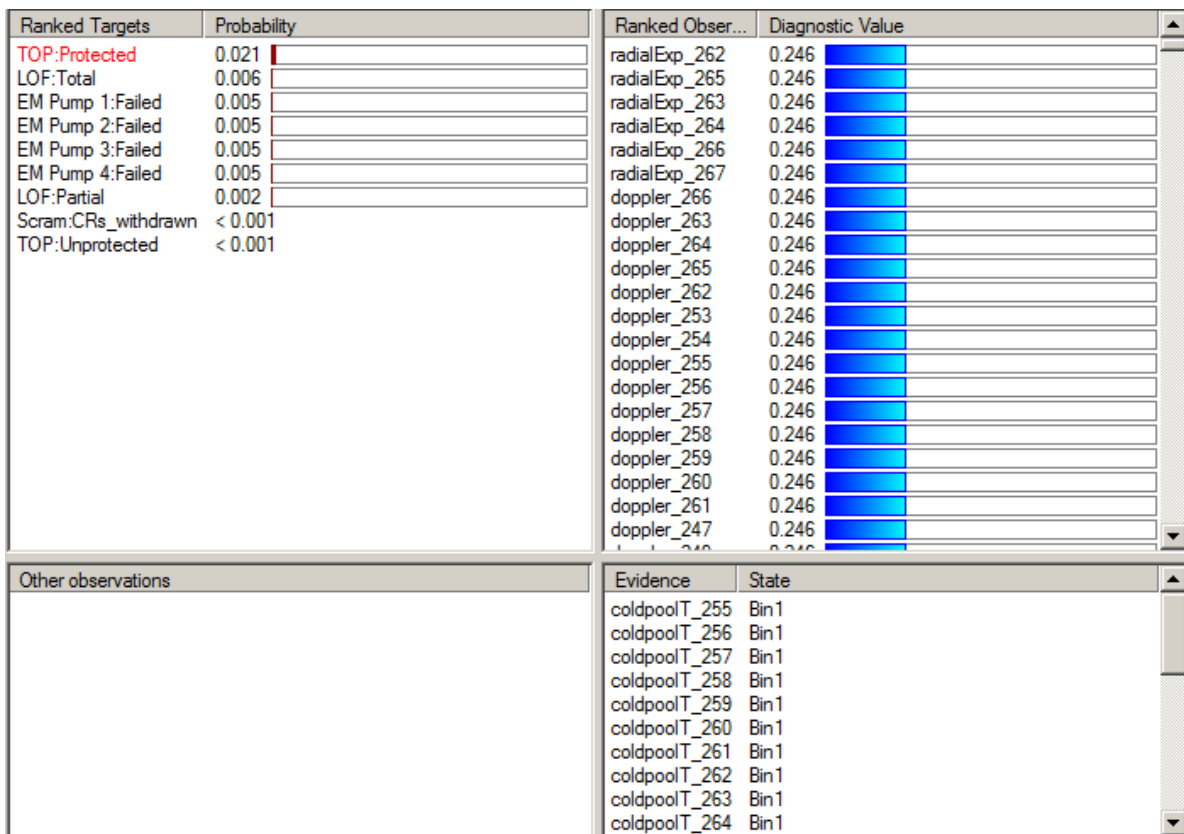 Ranked Targets Probability
TOP:Protected 0.021
LOF:Total 0.006
EM Pump 1:Failed 0.005
EM Pump 2:Failed 0.005
EM Pump 3:Failed 0.005
EM Pump 4:Failed 0.005
LOF:Partial 0.002
Scram:CRs_withdrawn < 0.001
TOP:Unprotected < 0.001
Ranked Obser... Diagnostic Value
radialExp_262 0.246
radialExp_265 0.246
radialExp_263 0.246
radialExp_264 0.246
radialExp_266 0.246
radialExp_267 0.246
doppler_266 0.246
doppler_263 0.246
doppler_264 0.246
doppler_265 0.246
doppler_262 0.246
doppler_253 0.246
doppler_254 0.246
doppler_255 0.246
doppler_256 0.246
doppler_257 0.246
doppler_258 0.246
doppler_259 0.246
doppler_260 0.246
doppler_261 0.246
doppler_247 0.246
Other observations
Evidence State
coldpoolT_255 Bin1
coldpoolT_256 Bin1
coldpoolT_257 Bin1
coldpoolT_258 Bin1
coldpoolT_259 Bin1
coldpoolT_260 Bin1
coldpoolT_261 Bin1
coldpoolT_262 Bin1
coldpoolT_263 Bin1
coldpoolT_264 Bin1